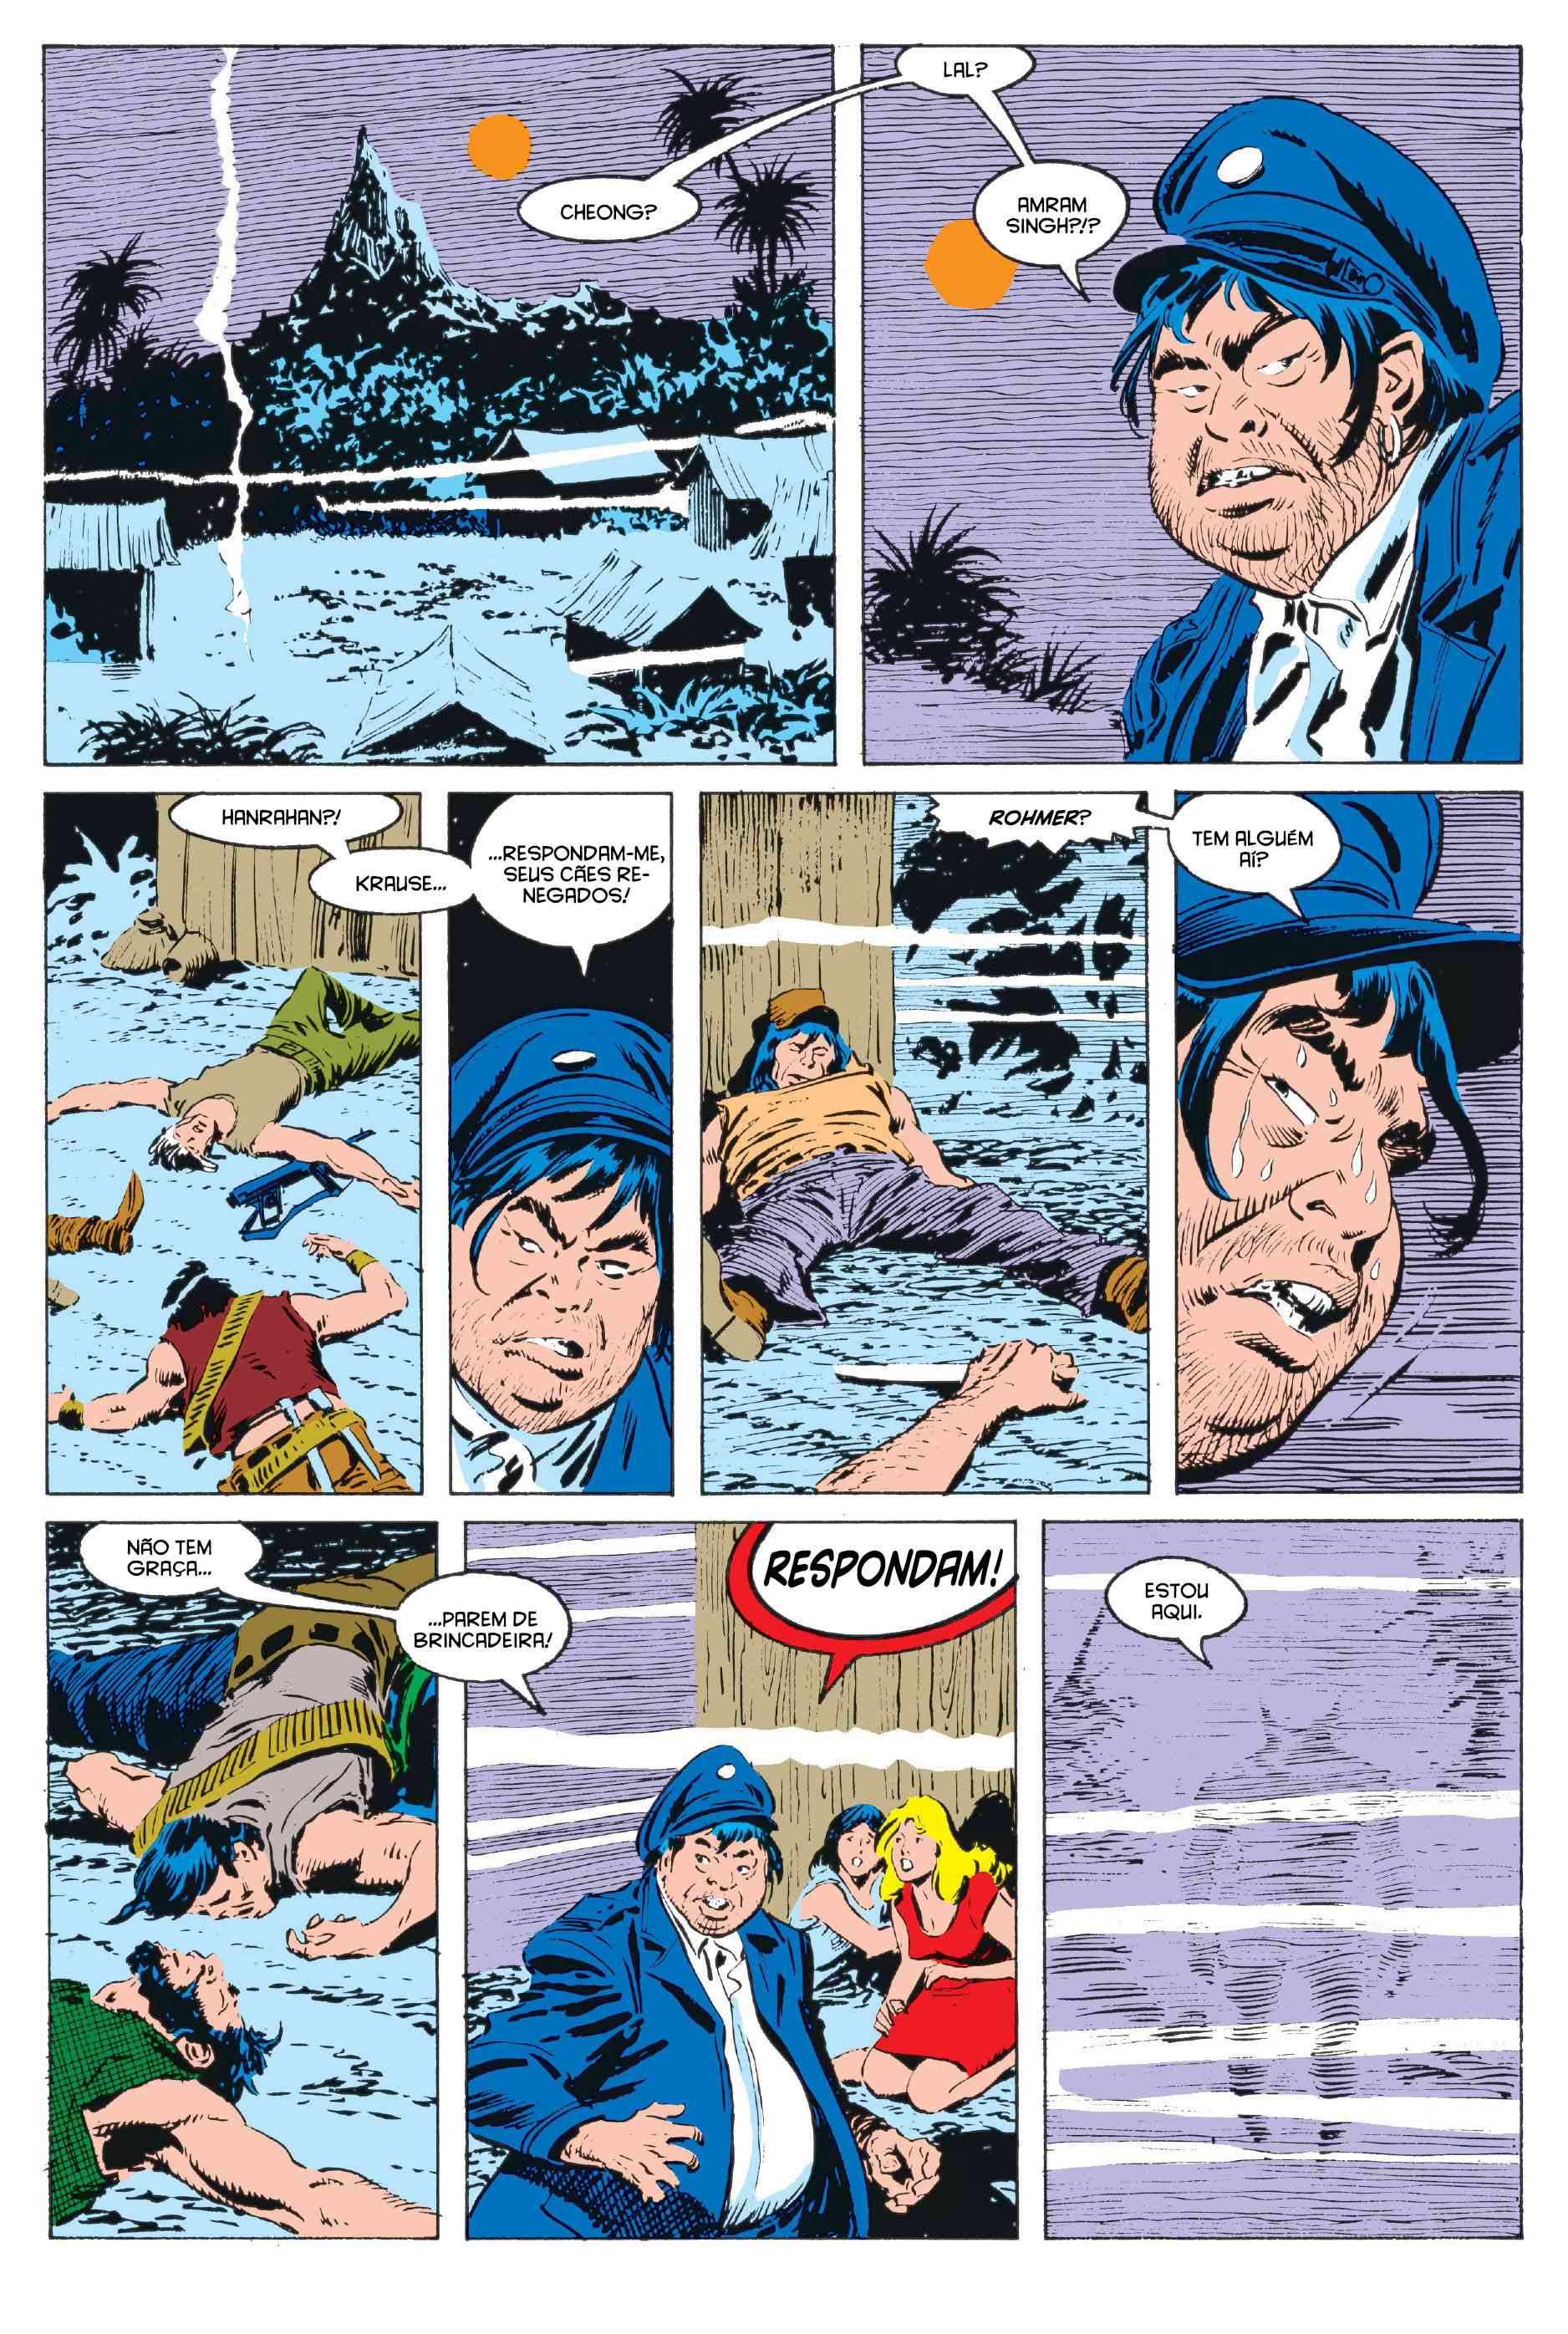 LAL?
CHEONG?
AMRAM
SINGH?!?
HANRAHAN?!
KRAUSE...
...RESPONDAM-ME,
SEUS CÃES RE-
NEGADOS!
ROHMER?
TEM ALGUÉM
AÍ?
NÃO TEM
GRAÇA...
...PAREM DE
BRINCADEIRA!
RESPONDAM!
ESTOU
AQUI.